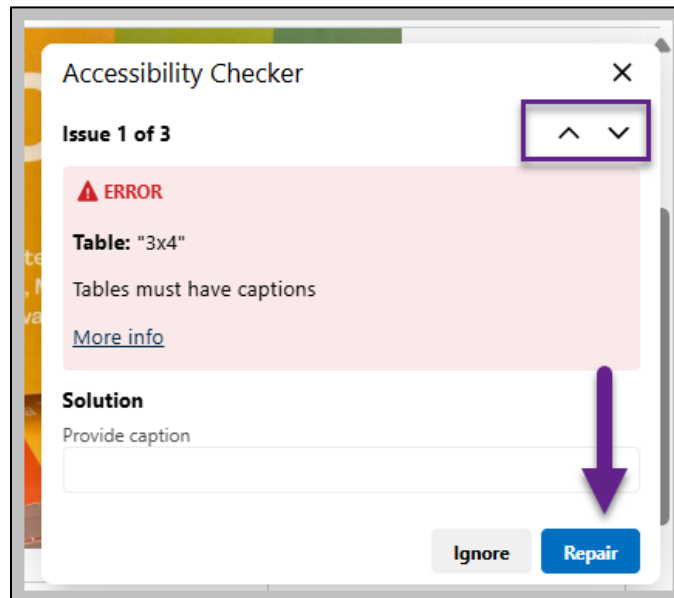 Accessibility Checker
Issue 1 of 3
ERROR
Table: "3x4"
Tables must have captions
More info
Solution
Provide caption
Ignore
Repair